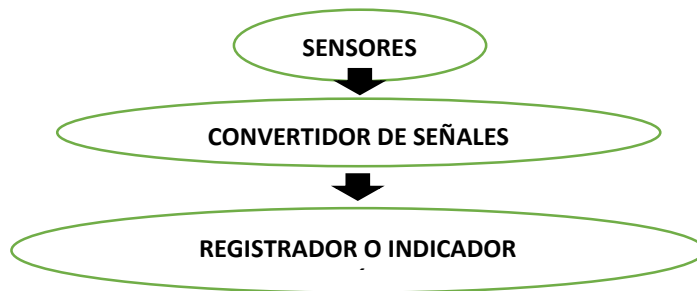 SENSORES
CONVERTIDOR DE SEÑALES
REGISTRADOR O INDICADOR